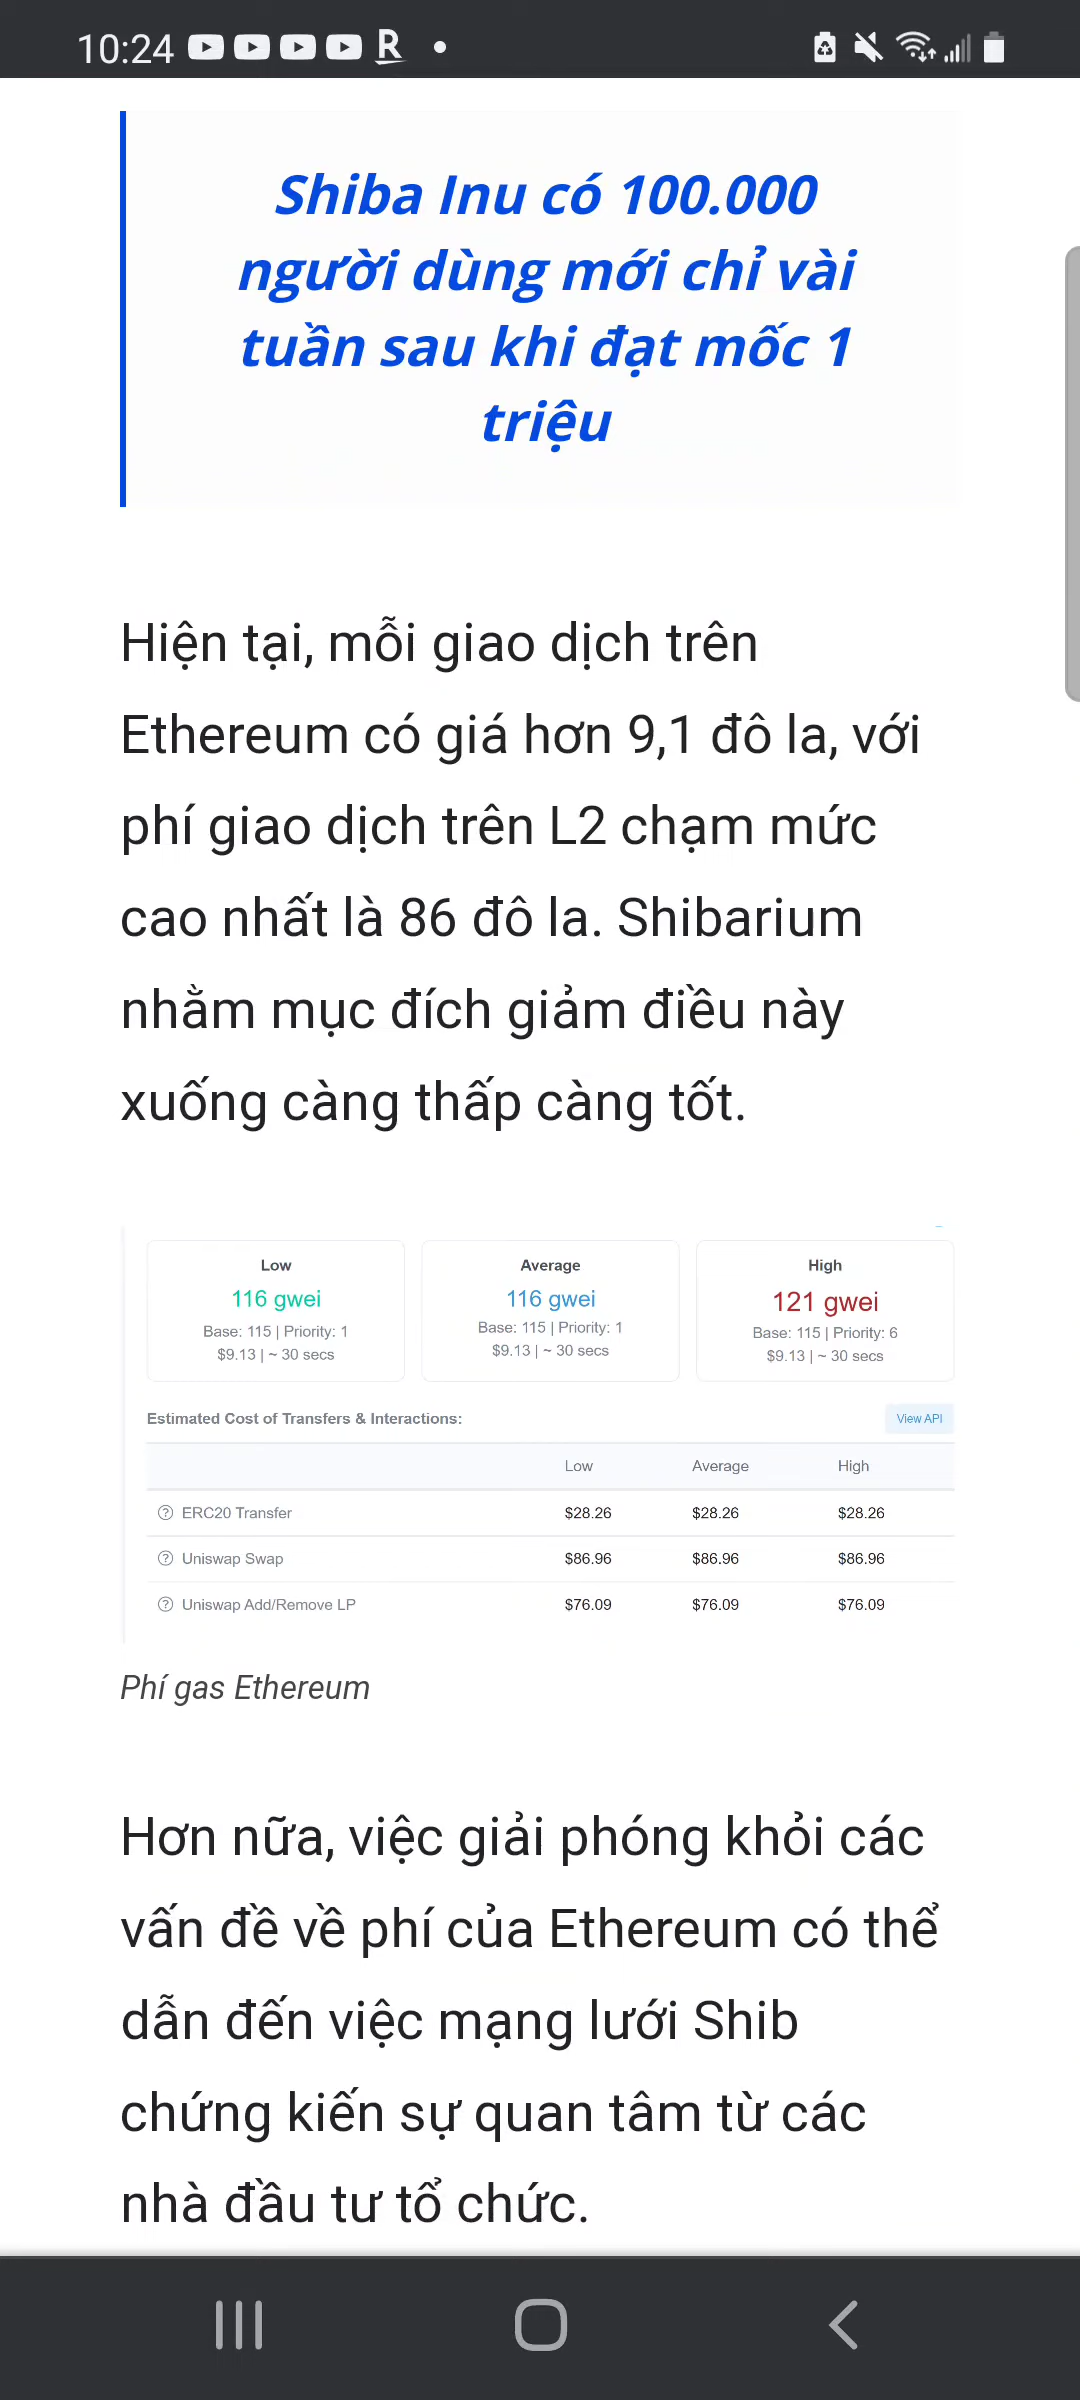 10:24
Shiba Inu có 100.000
người dùng mới chỉ vài
tuần sau khi đạt mốc 1
triệu
Hiện tại, mỗi giao dịch trên
Ethereum có giá hơn 9,1 đô la, với
phí giao dịch trên L2 chạm mức
cao nhất là 86 đô la. Shibarium
nhằm mục đích giảm điều này
xuống càng thấp càng tốt.
Low Average High
116 gwei 116 gwei 121 gwei
Base: 115 | Priority: 1 Base: 115 | Priority: 1 Base: 115 | Priority: 6
$9.13 | ~ 30 secs $9.13 | ~ 30 secs $9.13 | ~ 30 secs
Estimated Cost of Transfers & Interactions: View API
Low Average High
ERC20 Transfer $28.26 $28.26 $28.26
Uniswap Swap $86.96 $86.96 $86.96
Uniswap Add/Remove LP $76.09 $76.09 $76.09
Phí gas Ethereum
Hơn nữa, việc giải phóng khỏi các
vấn đề về phí của Ethereum có thể
dẫn đến việc mạng lưới Shib
chứng kiến sự quan tâm từ các
nhà đầu tư tổ chức.